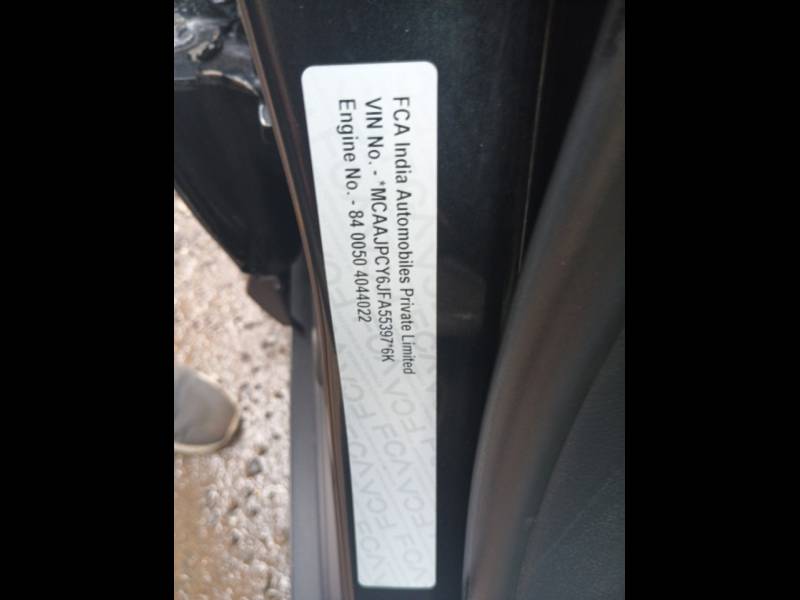 FCA India Automobiles Private Limited
VIN No. - *MCAAJPCY6JFA55397*6K
Engine No. - 84 0050 4044022